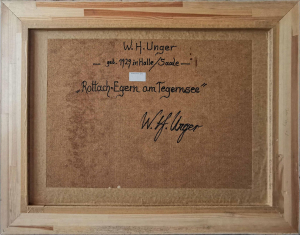 W. H. Unger
— geb. 1929 in Halle/Saale —
„Rottach-Egern am Tegernsee“
W. H. Unger